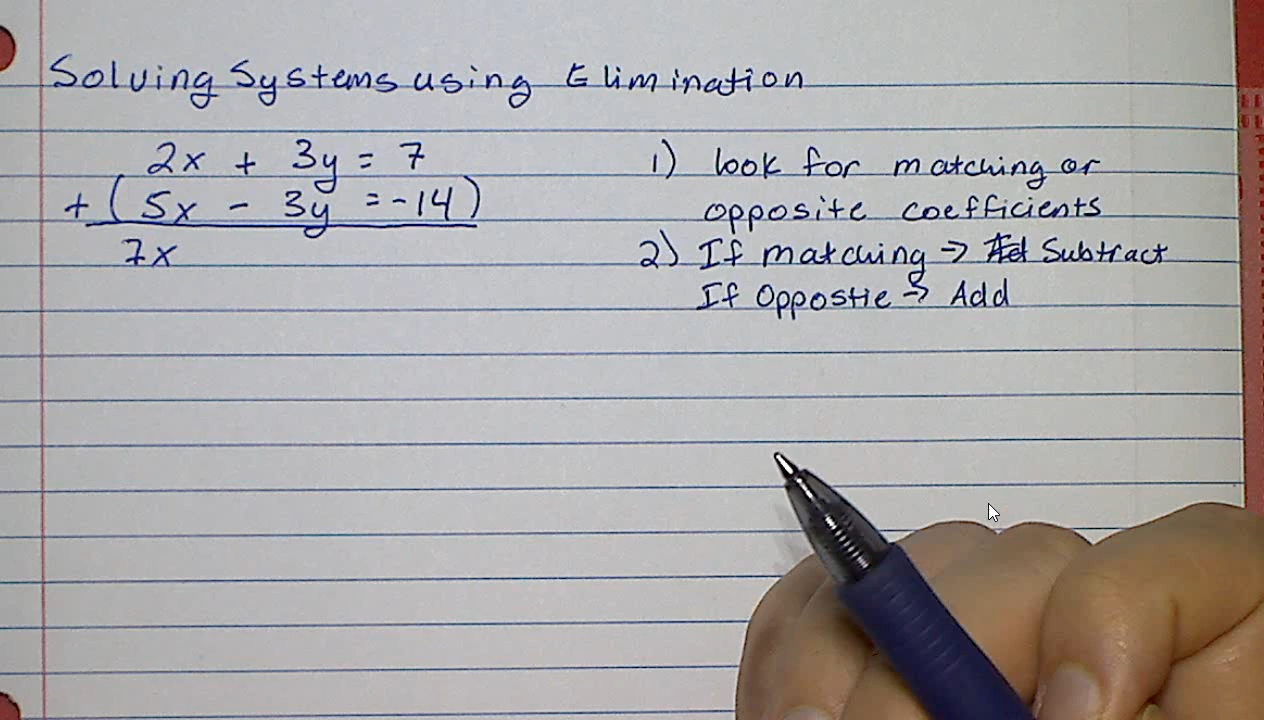 Solving Systems using Elimination
2x + 3y = 7
+ ( 5x - 3y = -14 )
7x
1) look for matching or
opposite coefficients
2) If matching → Subtract
If Oppostie → Add